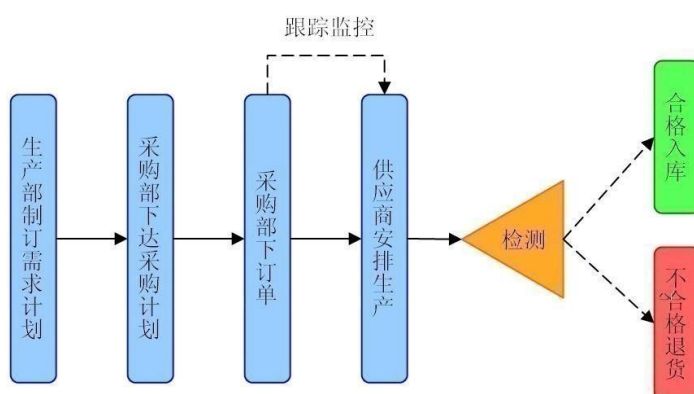 跟踪监控
生产部制订需求计划
采购部下达采购计划
采购部下订单
供应商安排生产
检测
合格入库
不合格退货